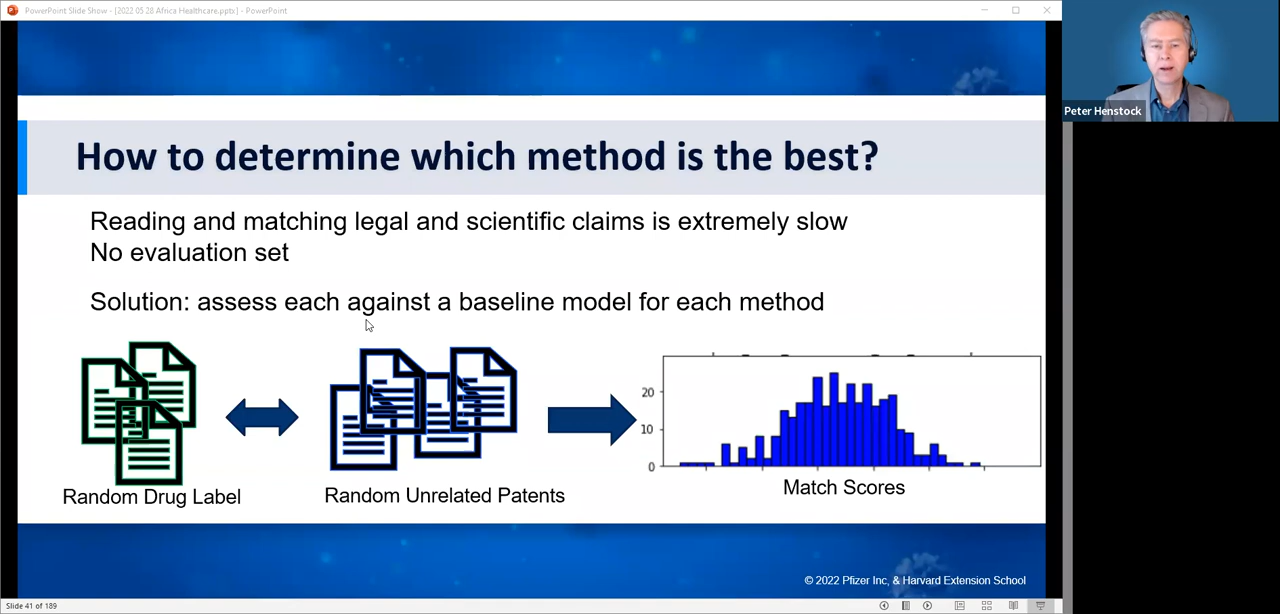 PowerPoint Slide Show - [2022 05 28 Africa Healthcare.pptx] - PowerPoint
Peter Henstock
How to determine which method is the best?
Reading and matching legal and scientific claims is extremely slow
No evaluation set
Solution: assess each against a baseline model for each method
20
10
0
Random Drug Label
Random Unrelated Patents
Match Scores
© 2022 Pfizer Inc, & Harvard Extension School
Slide 41 of 189